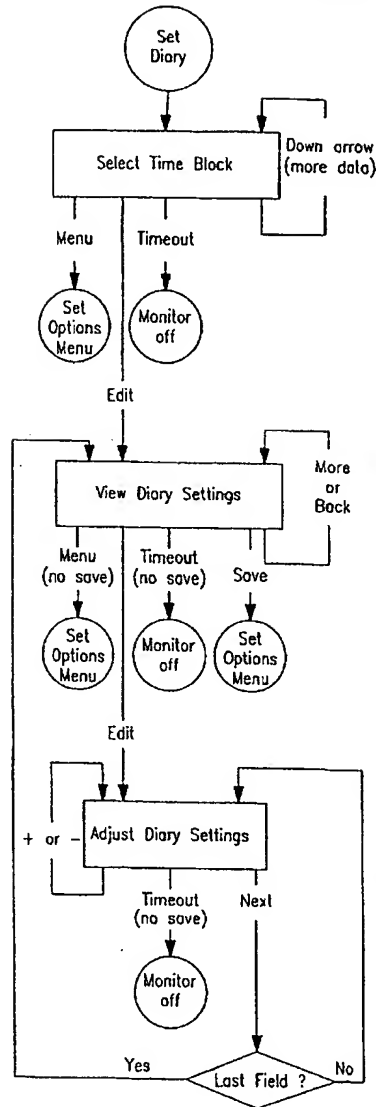 Set
Diary
Select Time Block
Down arrow
(more data)
Menu
Timeout
Set
Options
Menu
Monitor
off
Edit
View Diary Settings
More
or
Back
Menu
(no save)
Timeout
(no save)
Save
Set
Options
Menu
Monitor
off
Set
Options
Menu
Edit
+ or -
Adjust Diary Settings
Timeout
(no save)
Next
Monitor
off
Yes
Last Field ?
No